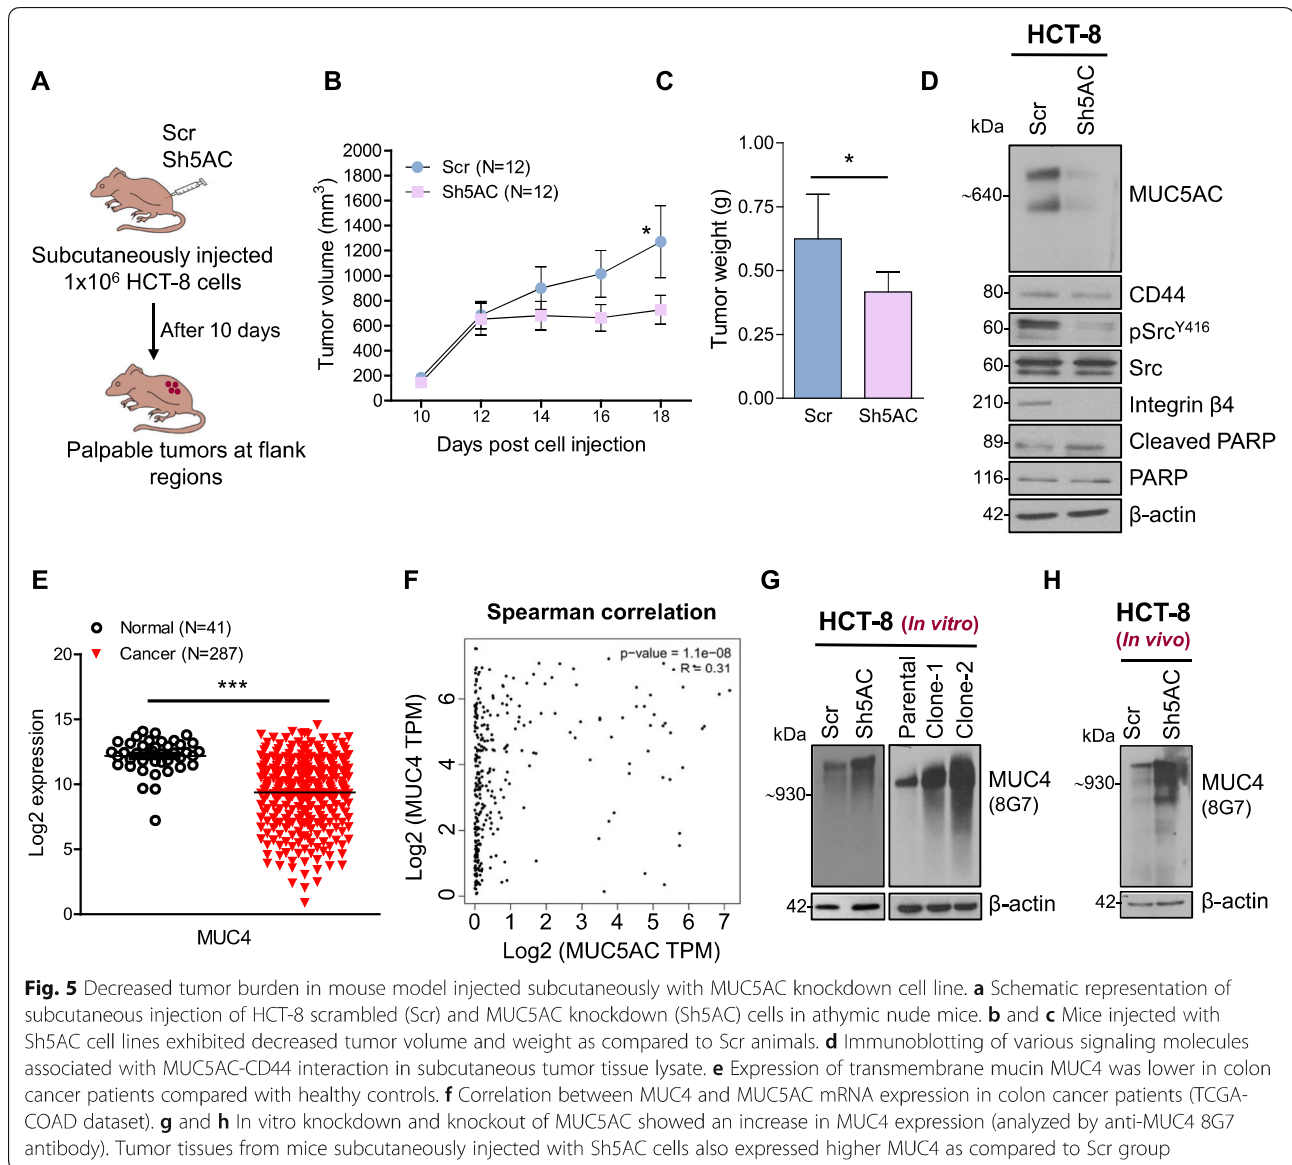 A
Scr
Sh5AC
Subcutaneously injected
1x10⁶ HCT-8 cells
After 10 days
Palpable tumors at flank
regions
B
Tumor volume (mm³)
2000
1800
1600
1400
1200
1000
800
600
400
200
0
Scr (N=12)
Sh5AC (N=12)
*
10 12 14 16 18
Days post cell injection
C
Tumor weight (g)
1.00
0.75
0.50
0.25
0.00
*
Scr Sh5AC
D
HCT-8
kDa Scr Sh5AC
~640 MUC5AC
80 CD44
60 pSrcY416
60 Src
210 Integrin β4
89 Cleaved PARP
116 PARP
42 β-actin
E
Normal (N=41)
Cancer (N=287)
Log2 expression
20
15
10
5
0
***
MUC4
F
Spearman correlation
p-value = 1.1e-08
R = 0.31
Log2 (MUC4 TPM)
6
4
2
0
0 1 2 3 4 5 6 7
Log2 (MUC5AC TPM)
G
HCT-8 (In vitro)
kDa Scr Sh5AC Parental Clone-1 Clone-2
~930 MUC4
(8G7)
42 β-actin
H
HCT-8
(In vivo)
kDa Scr Sh5AC
~930 MUC4
(8G7)
42 β-actin
Fig. 5 Decreased tumor burden in mouse model injected subcutaneously with MUC5AC knockdown cell line. a Schematic representation of
subcutaneous injection of HCT-8 scrambled (Scr) and MUC5AC knockdown (Sh5AC) cells in athymic nude mice. b and c Mice injected with
Sh5AC cell lines exhibited decreased tumor volume and weight as compared to Scr animals. d Immunoblotting of various signaling molecules
associated with MUC5AC-CD44 interaction in subcutaneous tumor tissue lysate. e Expression of transmembrane mucin MUC4 was lower in colon
cancer patients compared with healthy controls. f Correlation between MUC4 and MUC5AC mRNA expression in colon cancer patients (TCGA-
COAD dataset). g and h In vitro knockdown and knockout of MUC5AC showed an increase in MUC4 expression (analyzed by anti-MUC4 8G7
antibody). Tumor tissues from mice subcutaneously injected with Sh5AC cells also expressed higher MUC4 as compared to Scr group